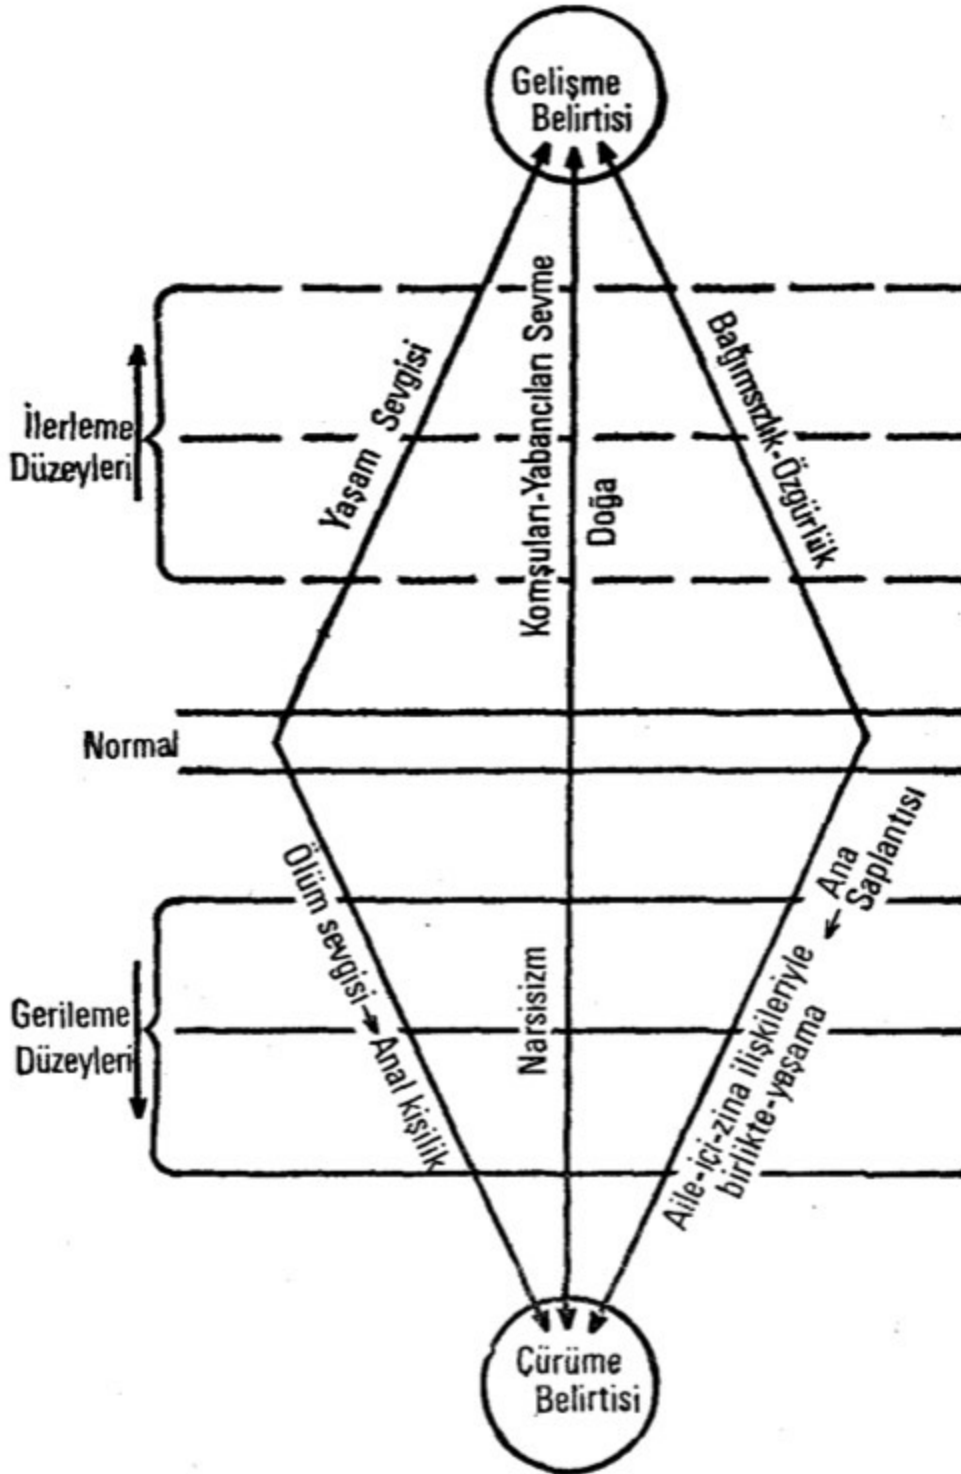 Gelişme
Belirtisi
Yaşam Sevgisi
Komşuları-Yabancıları Sevme
Doğa
Bağımsızlık-Özgürlük
İlerleme
Düzeyleri
Normal
Ölüm sevgisi → Anal kişilik
Narsisizm
Ana
Saplantısı
Aile-içi-zina ilişkileriyle ←
birlikte-yaşama
Gerileme
Düzeyleri
Çürüme
Belirtisi